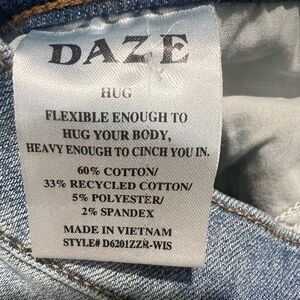 DAZE
HUG
FLEXIBLE ENOUGH TO
HUG YOUR BODY,
HEAVY ENOUGH TO CINCH YOU IN.
60% COTTON/
33% RECYCLED COTTON/
5% POLYESTER/
2% SPANDEX
MADE IN VIETNAM
STYLE# D6201ZZR-WIS